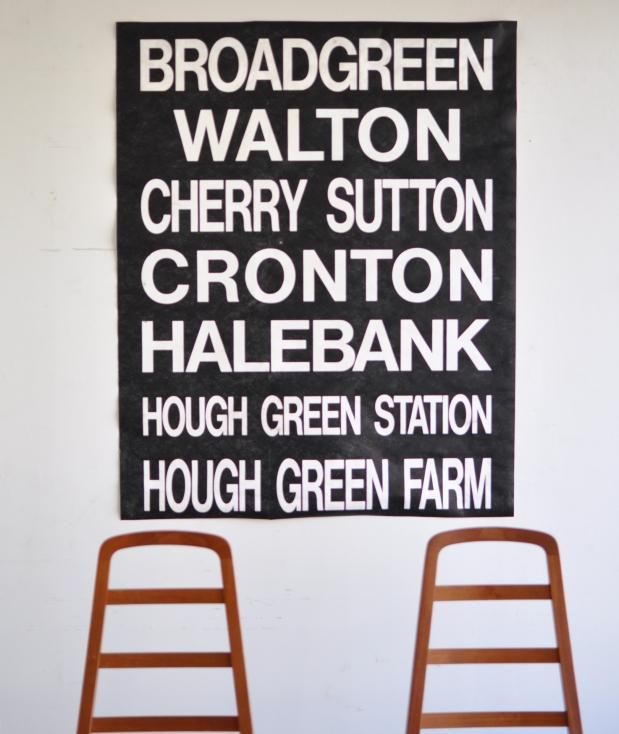 BROADGREEN
WALTON
CHERRY SUTTON
CRONTON
HALEBANK
HOUGH GREEN STATION
HOUGH GREEN FARM